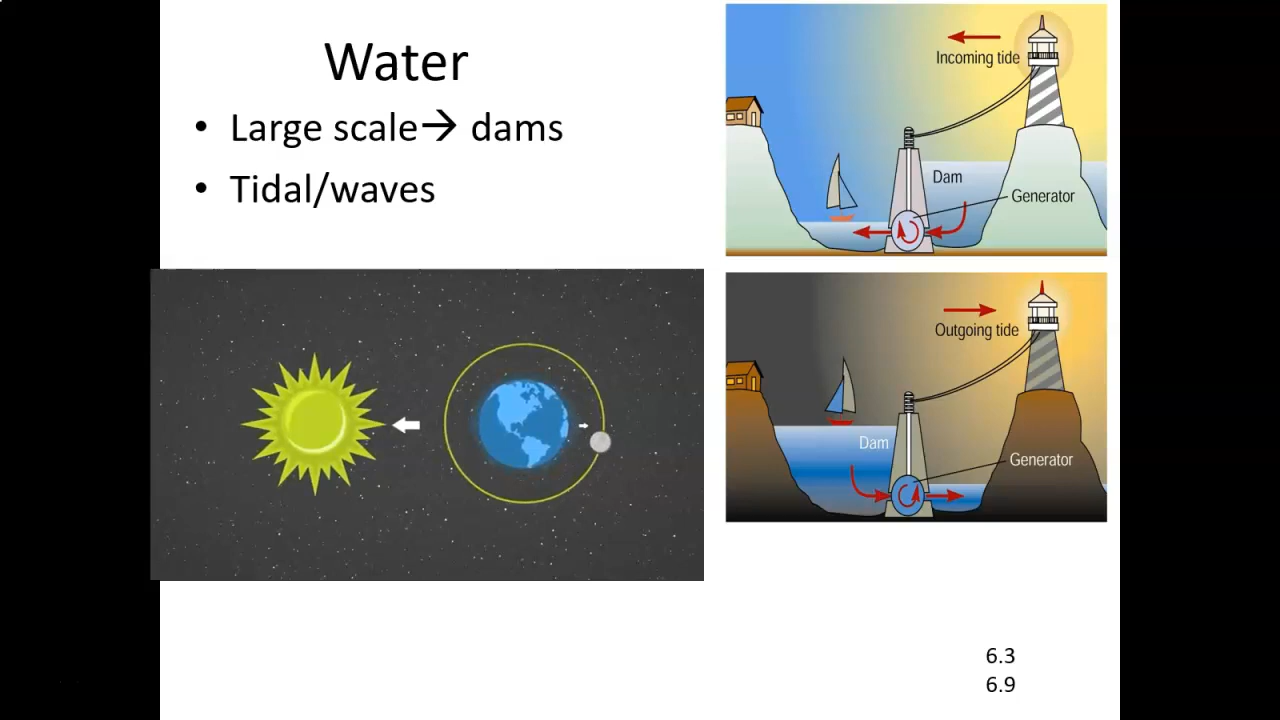 Water
• Large scale→ dams
• Tidal/waves
Incoming tide
Dam
Generator
Outgoing tide
Dam
Generator
6.3
6.9